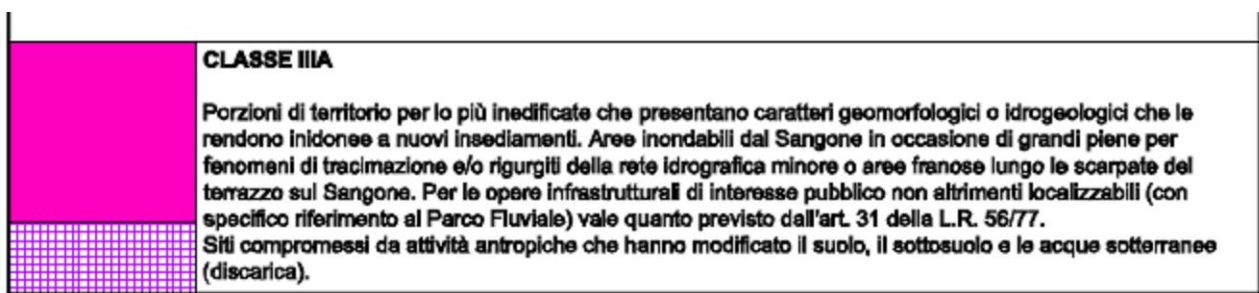 CLASSE IIIA
Porzioni di territorio per lo più inedificate che presentano caratteri geomorfologici o idrogeologici che le
rendono inidonee a nuovi insediamenti. Aree inondabili dal Sangone in occasione di grandi piene per
fenomeni di tracimazione e/o rigurgiti della rete idrografica minore o aree franose lungo le scarpate del
terrazzo sul Sangone. Per le opere infrastrutturali di interesse pubblico non altrimenti localizzabili (con
specifico riferimento al Parco Fluviale) vale quanto previsto dall'art. 31 della L.R. 56/77.
Siti compromessi da attività antropiche che hanno modificato il suolo, il sottosuolo e le acque sotterranee
(discarica).